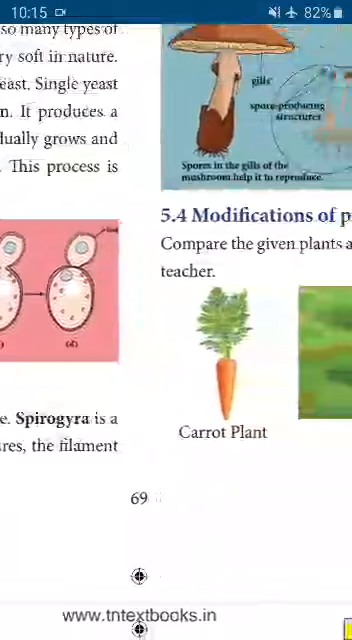 10:15
82%
so many types of
ry soft in nature.
east. Single yeast
n. It produces a
dually grows and
This process is
(d)
e. Spirogyra is a
res, the filament
69
gills
spore-producing
structures
Spores in the gills of the
mushroom help it to reproduce.
5.4 Modifications of p
Compare the given plants a
teacher.
Carrot Plant
www.tntextbooks.in